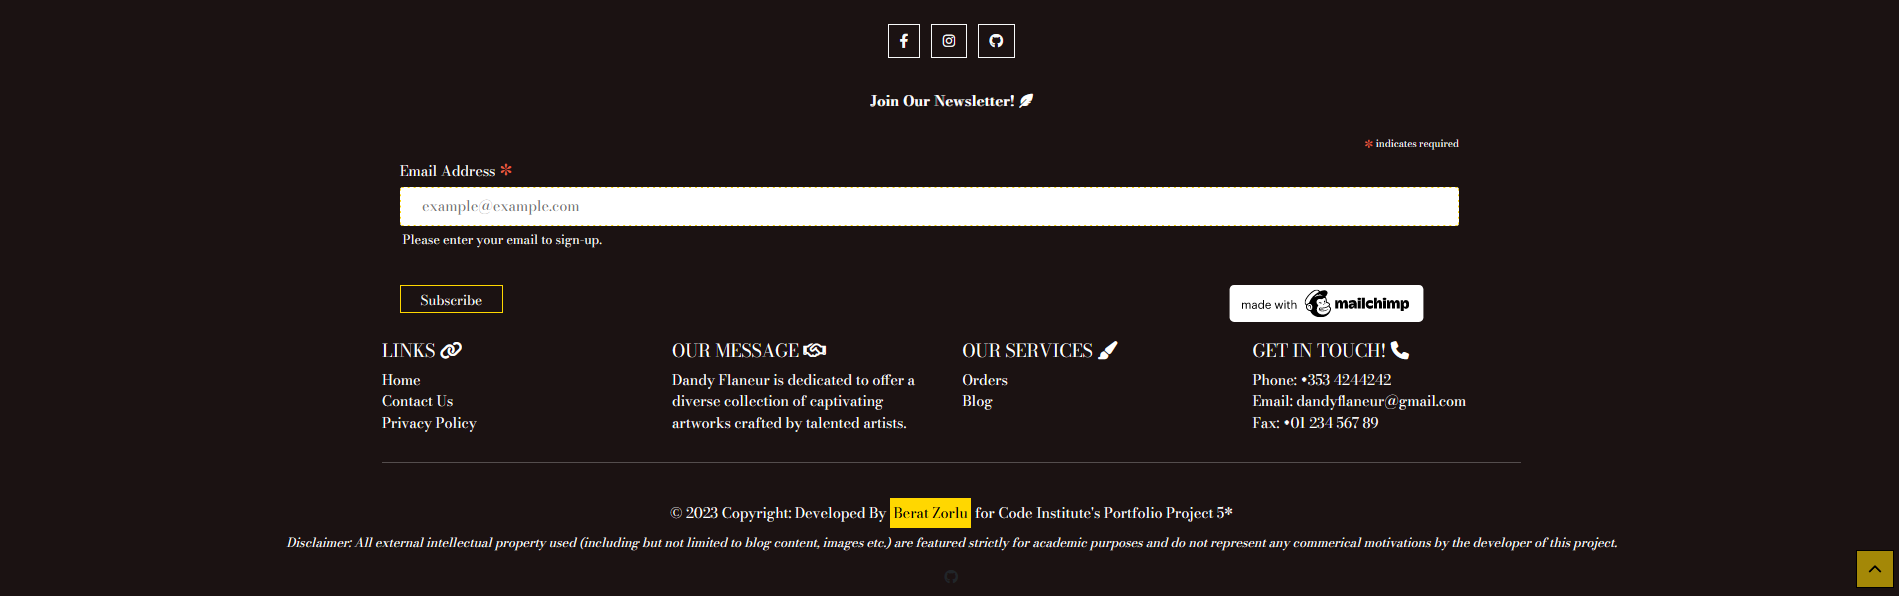 Join Our Newsletter!
* indicates required
Email Address *
example@example.com
Please enter your email to sign-up.
Subscribe
made with mailchimp
LINKS
Home
Contact Us
Privacy Policy
OUR MESSAGE
Dandy Flaneur is dedicated to offer a
diverse collection of captivating
artworks crafted by talented artists.
OUR SERVICES
Orders
Blog
GET IN TOUCH!
Phone: +353 4244242
Email: dandyflaneur@gmail.com
Fax: +01 234 567 89
© 2023 Copyright: Developed By Berat Zorlu for Code Institute's Portfolio Project 5*
Disclaimer: All external intellectual property used (including but not limited to blog content, images etc.) are featured strictly for academic purposes and do not represent any commerical motivations by the developer of this project.